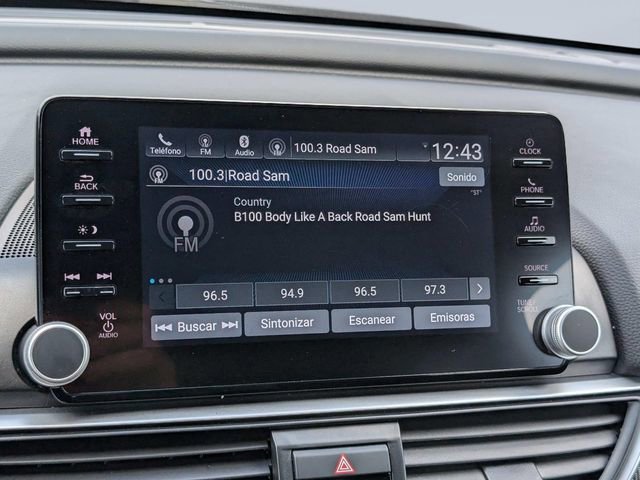 HOME
BACK
VOL
AUDIO
Teléfono
FM
Audio
100.3 Road Sam
12:43
100.3|Road Sam
Sonido
"ST"
Country
B100 Body Like A Back Road Sam Hunt
FM
96.5
94.9
96.5
97.3
Buscar
Sintonizar
Escanear
Emisoras
CLOCK
PHONE
AUDIO
SOURCE
TUNE/
SCROLL